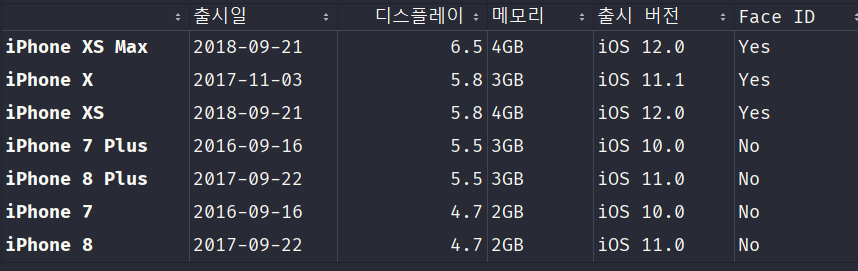 출시일 디스플레이 메모리 출시 버전 Face ID
iPhone XS Max 2018-09-21 6.5 4GB iOS 12.0 Yes
iPhone X 2017-11-03 5.8 3GB iOS 11.1 Yes
iPhone XS 2018-09-21 5.8 4GB iOS 12.0 Yes
iPhone 7 Plus 2016-09-16 5.5 3GB iOS 10.0 No
iPhone 8 Plus 2017-09-22 5.5 3GB iOS 11.0 No
iPhone 7 2016-09-16 4.7 2GB iOS 10.0 No
iPhone 8 2017-09-22 4.7 2GB iOS 11.0 No